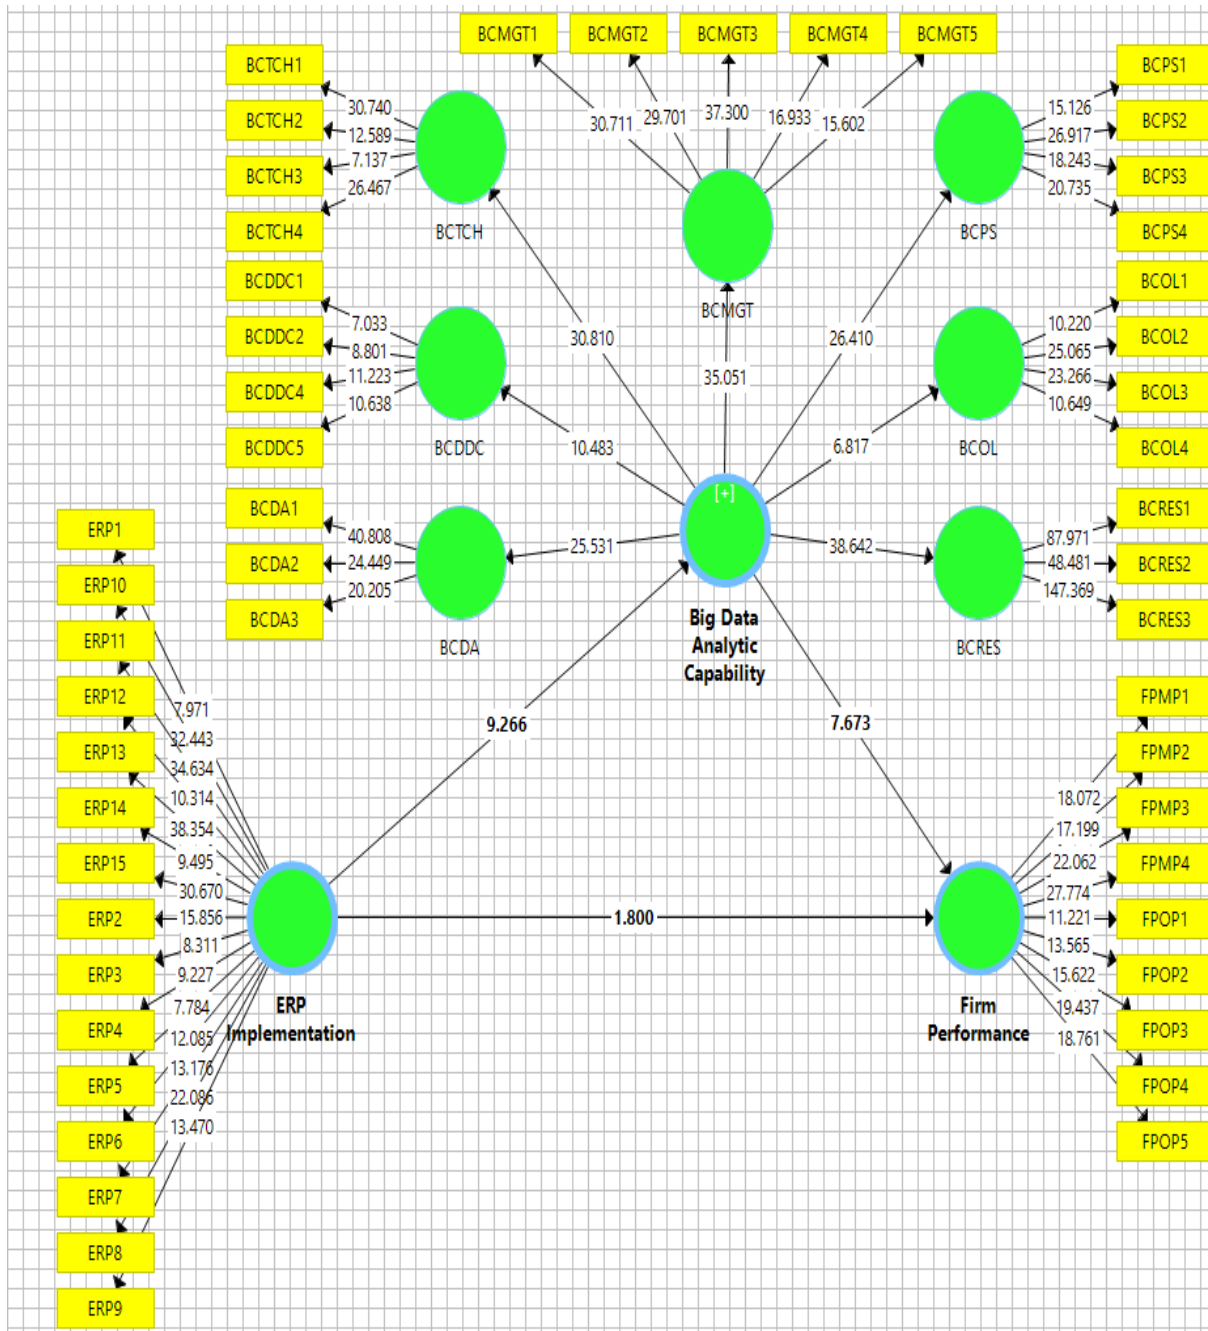 BCMGT1 BCMGT2 BCMGT3 BCMGT4 BCMGT5
30.711 29.701 37.300 16.933 15.602
BCMGT
BCTCH1
BCTCH2
BCTCH3
BCTCH4
30.740
12.589
7.137
26.467
BCTCH
BCDDC1
BCDDC2
BCDDC4
BCDDC5
7.033
8.801
11.223
10.638
BCDDC
BCDA1
BCDA2
BCDA3
40.808
24.449
20.205
BCDA
BCPS1
BCPS2
BCPS3
BCPS4
15.126
26.917
18.243
20.735
BCPS
BCOL1
BCOL2
BCOL3
BCOL4
10.220
25.065
23.266
10.649
BCOL
BCRES1
BCRES2
BCRES3
87.971
48.481
147.369
BCRES
30.810
35.051
26.410
10.483
6.817
25.531
38.642
[+]
Big Data
Analytic
Capability
9.266
7.673
1.800
ERP1
ERP10
ERP11
ERP12
ERP13
ERP14
ERP15
ERP2
ERP3
ERP4
ERP5
ERP6
ERP7
ERP8
ERP9
7.971
32.443
34.634
10.314
38.354
9.495
30.670
15.856
8.311
9.227
7.784
12.085
13.176
22.086
13.470
ERP
Implementation
Firm
Performance
18.072
17.199
22.062
27.774
11.221
13.565
15.622
19.437
18.761
FPMP1
FPMP2
FPMP3
FPMP4
FPOP1
FPOP2
FPOP3
FPOP4
FPOP5